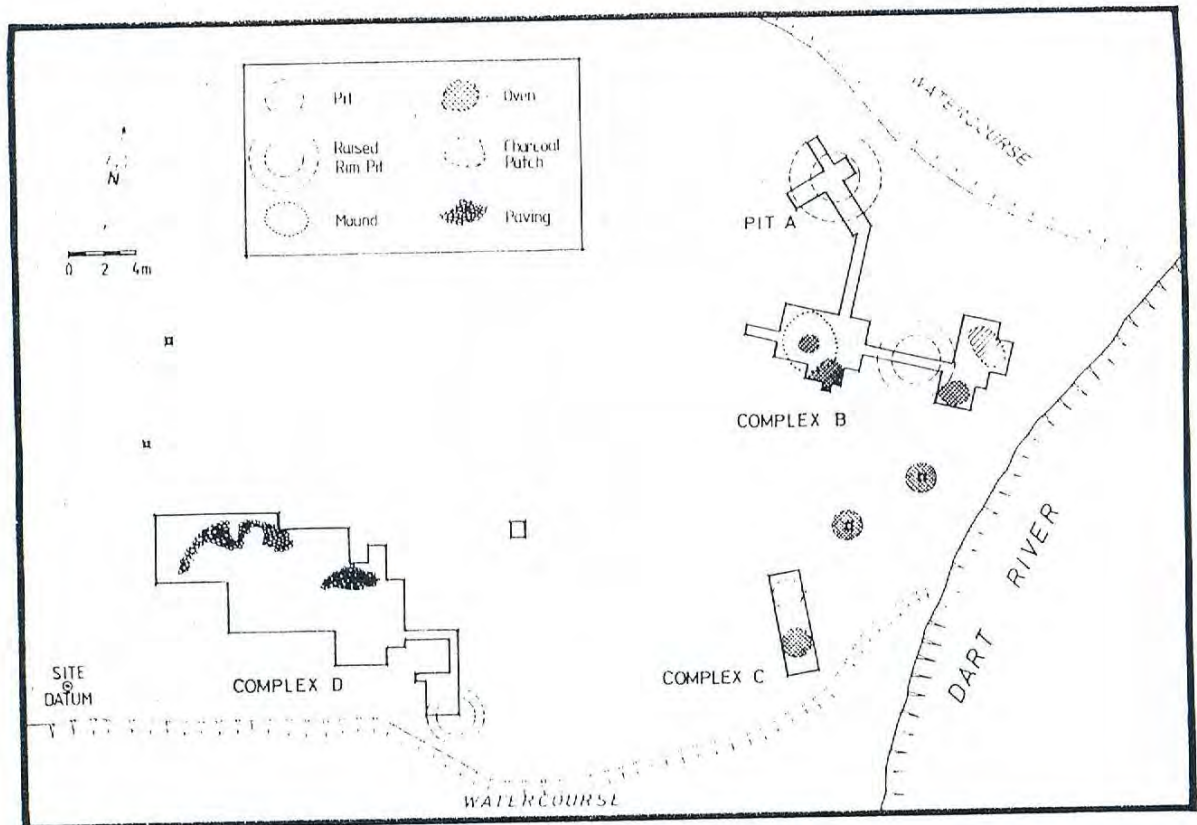 Pit
Oven
Raised
Rim Pit
Charcoal
Patch
Mound
Paving
N
0 2 4m
WATERCOURSE
PIT A
COMPLEX B
COMPLEX C
DART RIVER
SITE
DATUM
COMPLEX D
WATERCOURSE